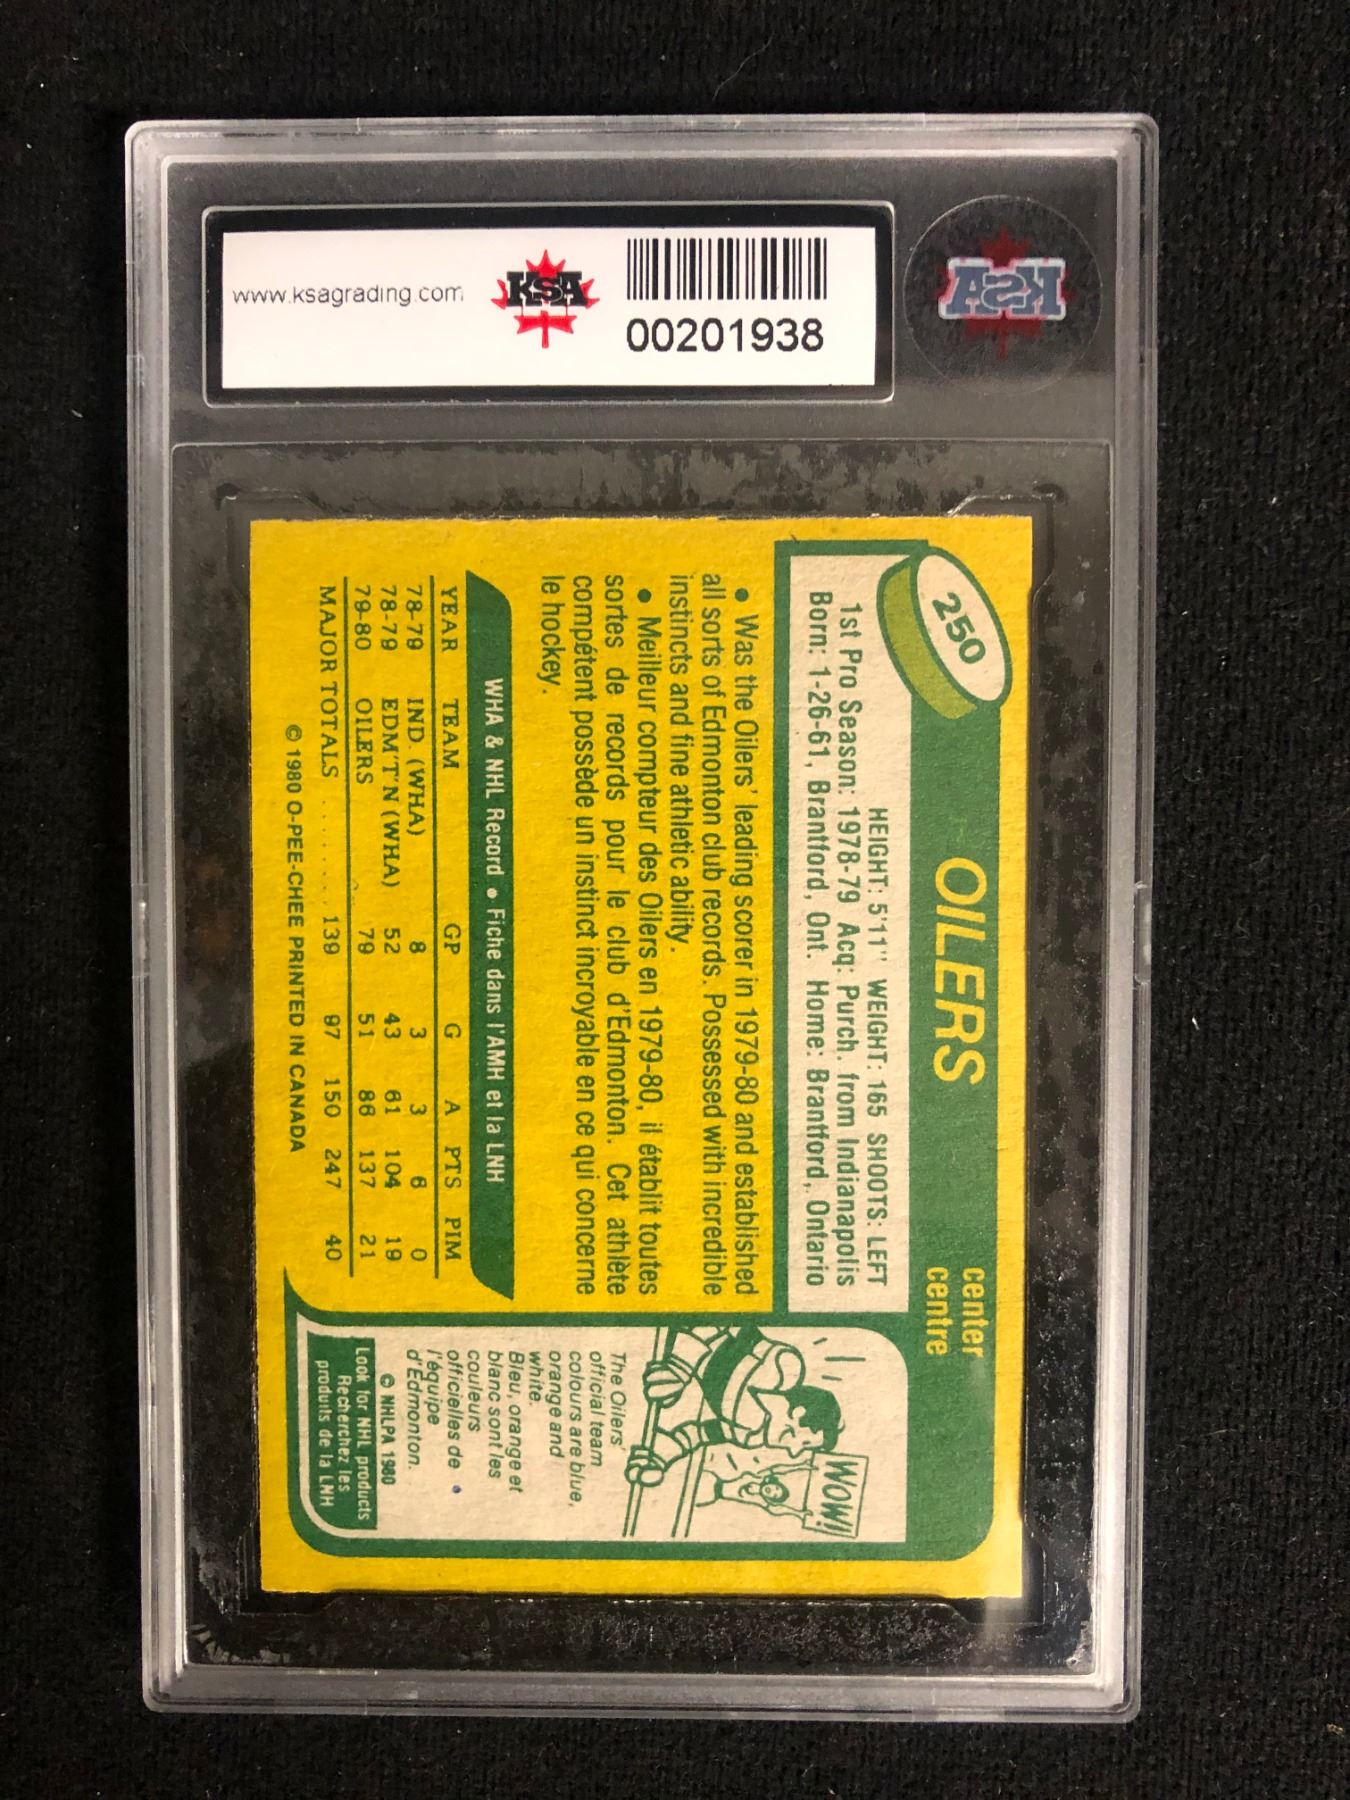 www.ksagrading.com
KSA
00201938
KSA
250
OILERS
center
centre
HEIGHT: 5'11" WEIGHT: 165 SHOOTS: LEFT
1st Pro Season: 1978-79 Acq: Purch. from Indianapolis
Born: 1-26-61, Brantford, Ont. Home: Brantford, Ontario
• Was the Oilers' leading scorer in 1979-80 and established
all sorts of Edmonton club records. Possessed with incredible
instincts and fine athletic ability.
• Meilleur compteur des Oilers en 1979-80, il établit toutes
sortes de records pour le club d'Edmonton. Cet athlète
compétent possède un instinct incroyable en ce qui concerne
le hockey.
WHA & NHL Record • Fiche dans l'AMH et la LNH
YEAR TEAM GP G A PTS PIM
78-79 IND. (WHA) 8 3 3 6 0
78-79 EDM'T'N (WHA) 52 43 61 104 19
79-80 OILERS 79 51 86 137 21
MAJOR TOTALS ........ 139 97 150 247 40
© 1980 O-PEE-CHEE PRINTED IN CANADA
WOW!
The Oilers'
official team
colours are blue,
orange and
white.
Bleu, orange et
blanc sont les
couleurs
officielles de
l'équipe
d'Edmonton.
© NHLPA 1980
Look for NHL products
Recherchez les
produits de la LNH